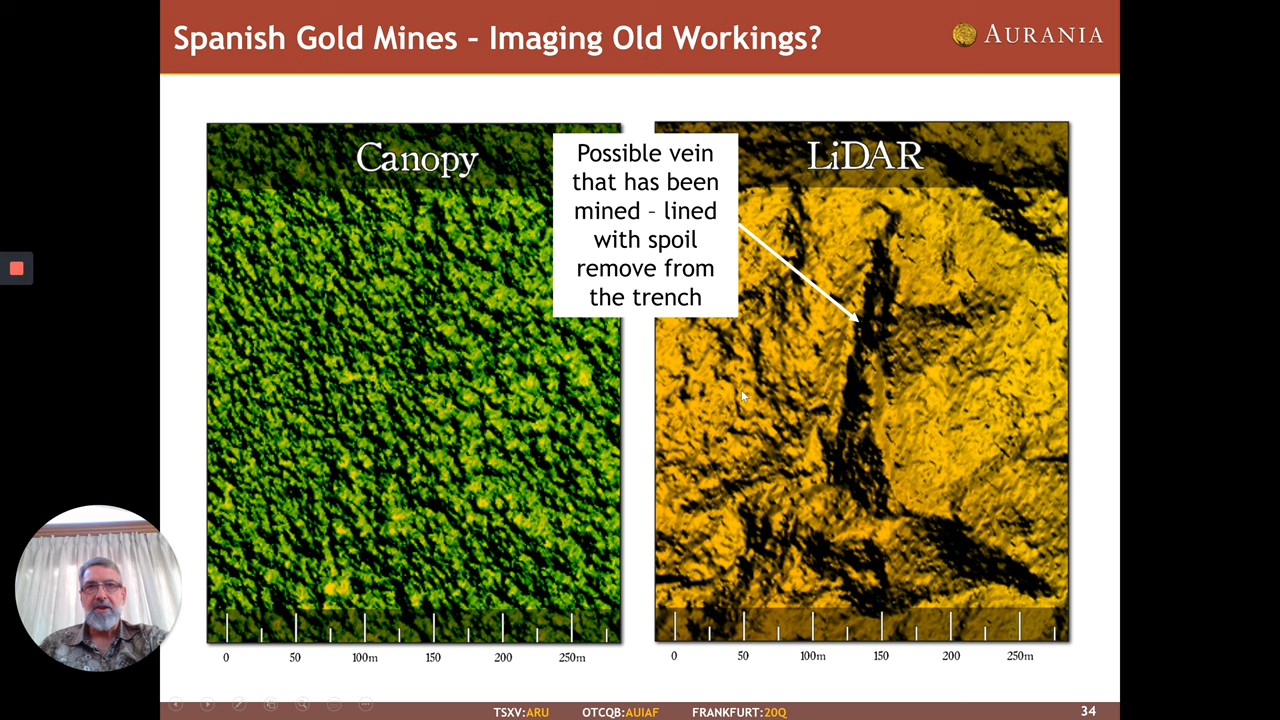 Spanish Gold Mines – Imaging Old Workings?
AURANIA
Canopy
Possible vein
that has been
mined – lined
with spoil
remove from
the trench
LiDAR
0 50 100m 150 200 250m
0 50 100m 150 200 250m
TSXV:ARU OTCQB:AUIAF FRANKFURT:20Q
34